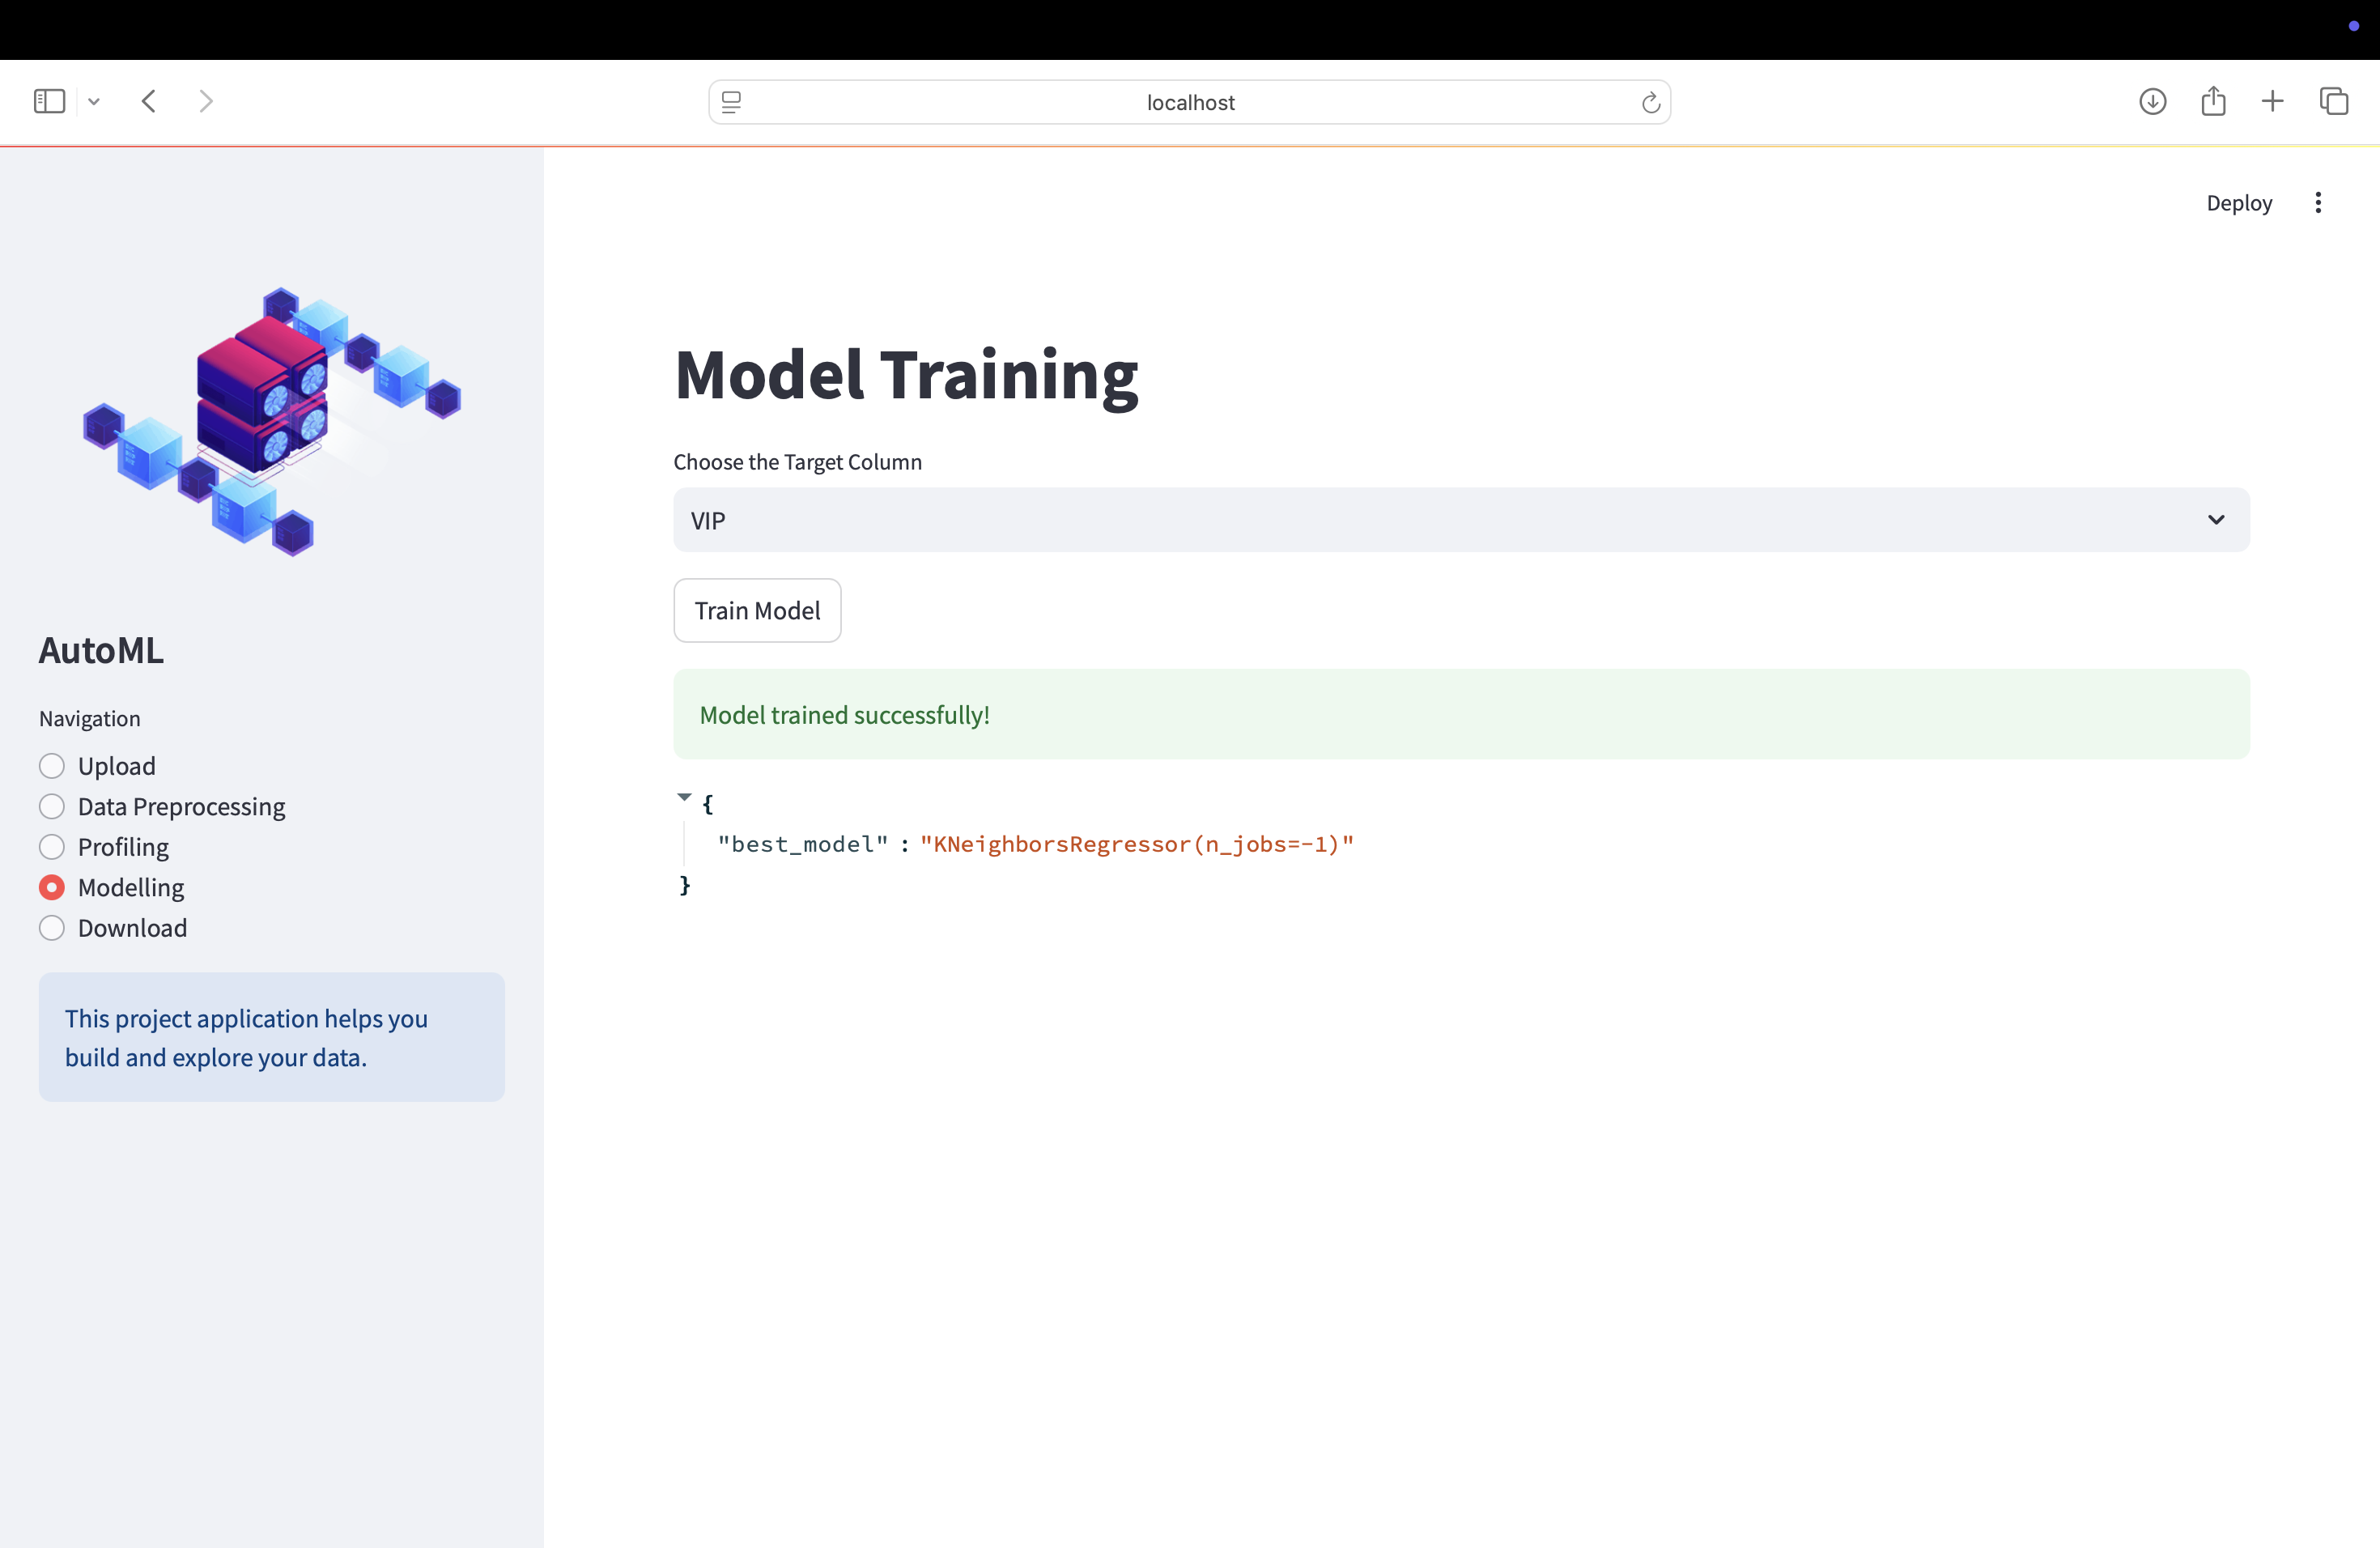 localhost
Deploy
AutoML
Navigation
Upload
Data Preprocessing
Profiling
Modelling
Download
This project application helps you
build and explore your data.
Model Training
Choose the Target Column
VIP
Train Model
Model trained successfully!
{
"best_model" : "KNeighborsRegressor(n_jobs=-1)"
}